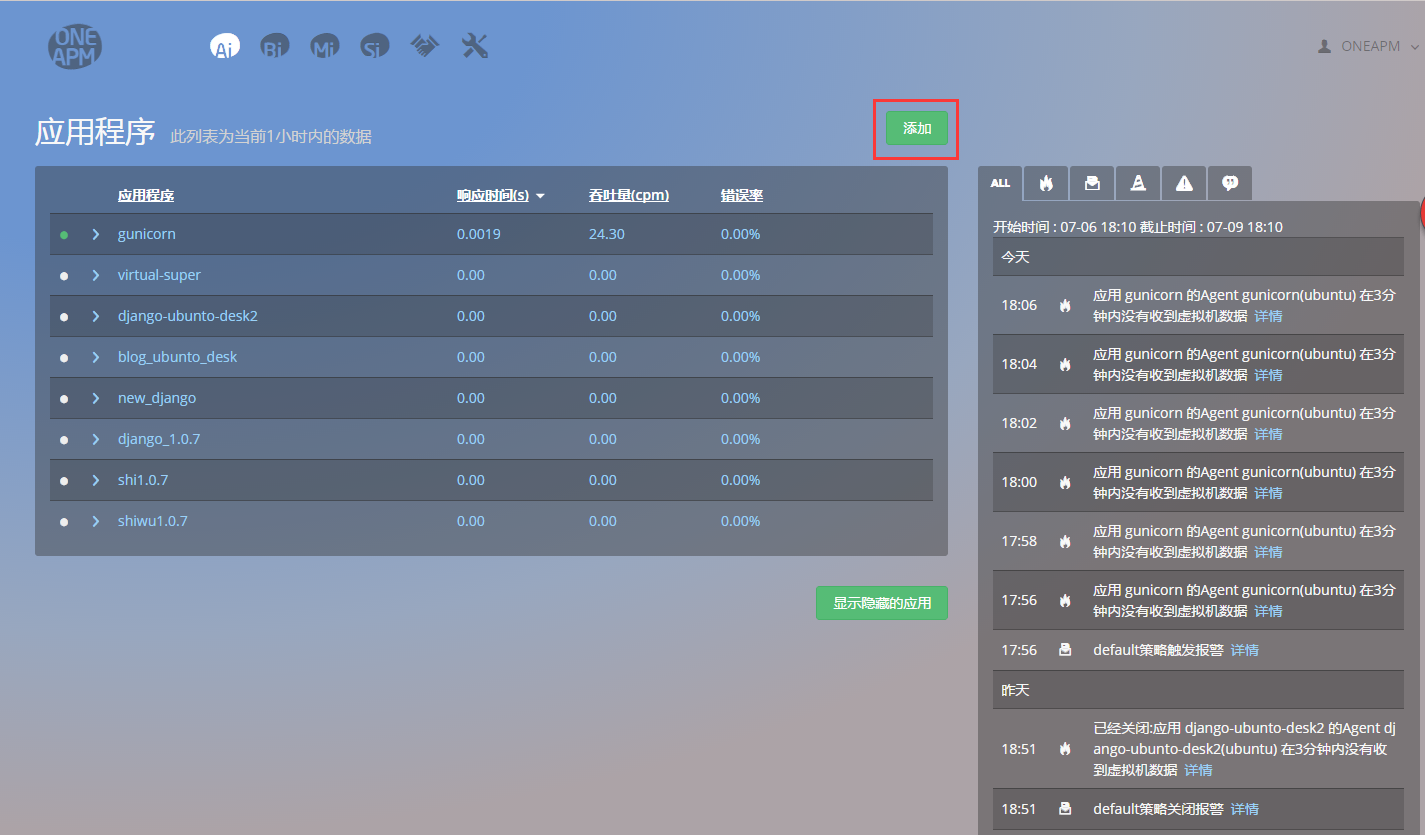 ONE
APM
Ai
Bi
Mi
Si
ONEAPM
应用程序 此列表为当前1小时内的数据
添加
应用程序 响应时间(s) 吞吐量(cpm) 错误率
gunicorn 0.0019 24.30 0.00%
virtual-super 0.00 0.00 0.00%
django-ubunto-desk2 0.00 0.00 0.00%
blog_ubunto_desk 0.00 0.00 0.00%
new_django 0.00 0.00 0.00%
django_1.0.7 0.00 0.00 0.00%
shi1.0.7 0.00 0.00 0.00%
shiwu1.0.7 0.00 0.00 0.00%
显示隐藏的应用
ALL
开始时间 : 07-06 18:10 截止时间 : 07-09 18:10
今天
18:06 应用 gunicorn 的Agent gunicorn(ubuntu) 在3分
钟内没有收到虚拟机数据 详情
18:04 应用 gunicorn 的Agent gunicorn(ubuntu) 在3分
钟内没有收到虚拟机数据 详情
18:02 应用 gunicorn 的Agent gunicorn(ubuntu) 在3分
钟内没有收到虚拟机数据 详情
18:00 应用 gunicorn 的Agent gunicorn(ubuntu) 在3分
钟内没有收到虚拟机数据 详情
17:58 应用 gunicorn 的Agent gunicorn(ubuntu) 在3分
钟内没有收到虚拟机数据 详情
17:56 应用 gunicorn 的Agent gunicorn(ubuntu) 在3分
钟内没有收到虚拟机数据 详情
17:56 default策略触发报警 详情
昨天
18:51 已经关闭:应用 django-ubunto-desk2 的Agent dj
ango-ubunto-desk2(ubuntu) 在3分钟内没有收
到虚拟机数据 详情
18:51 default策略关闭报警 详情